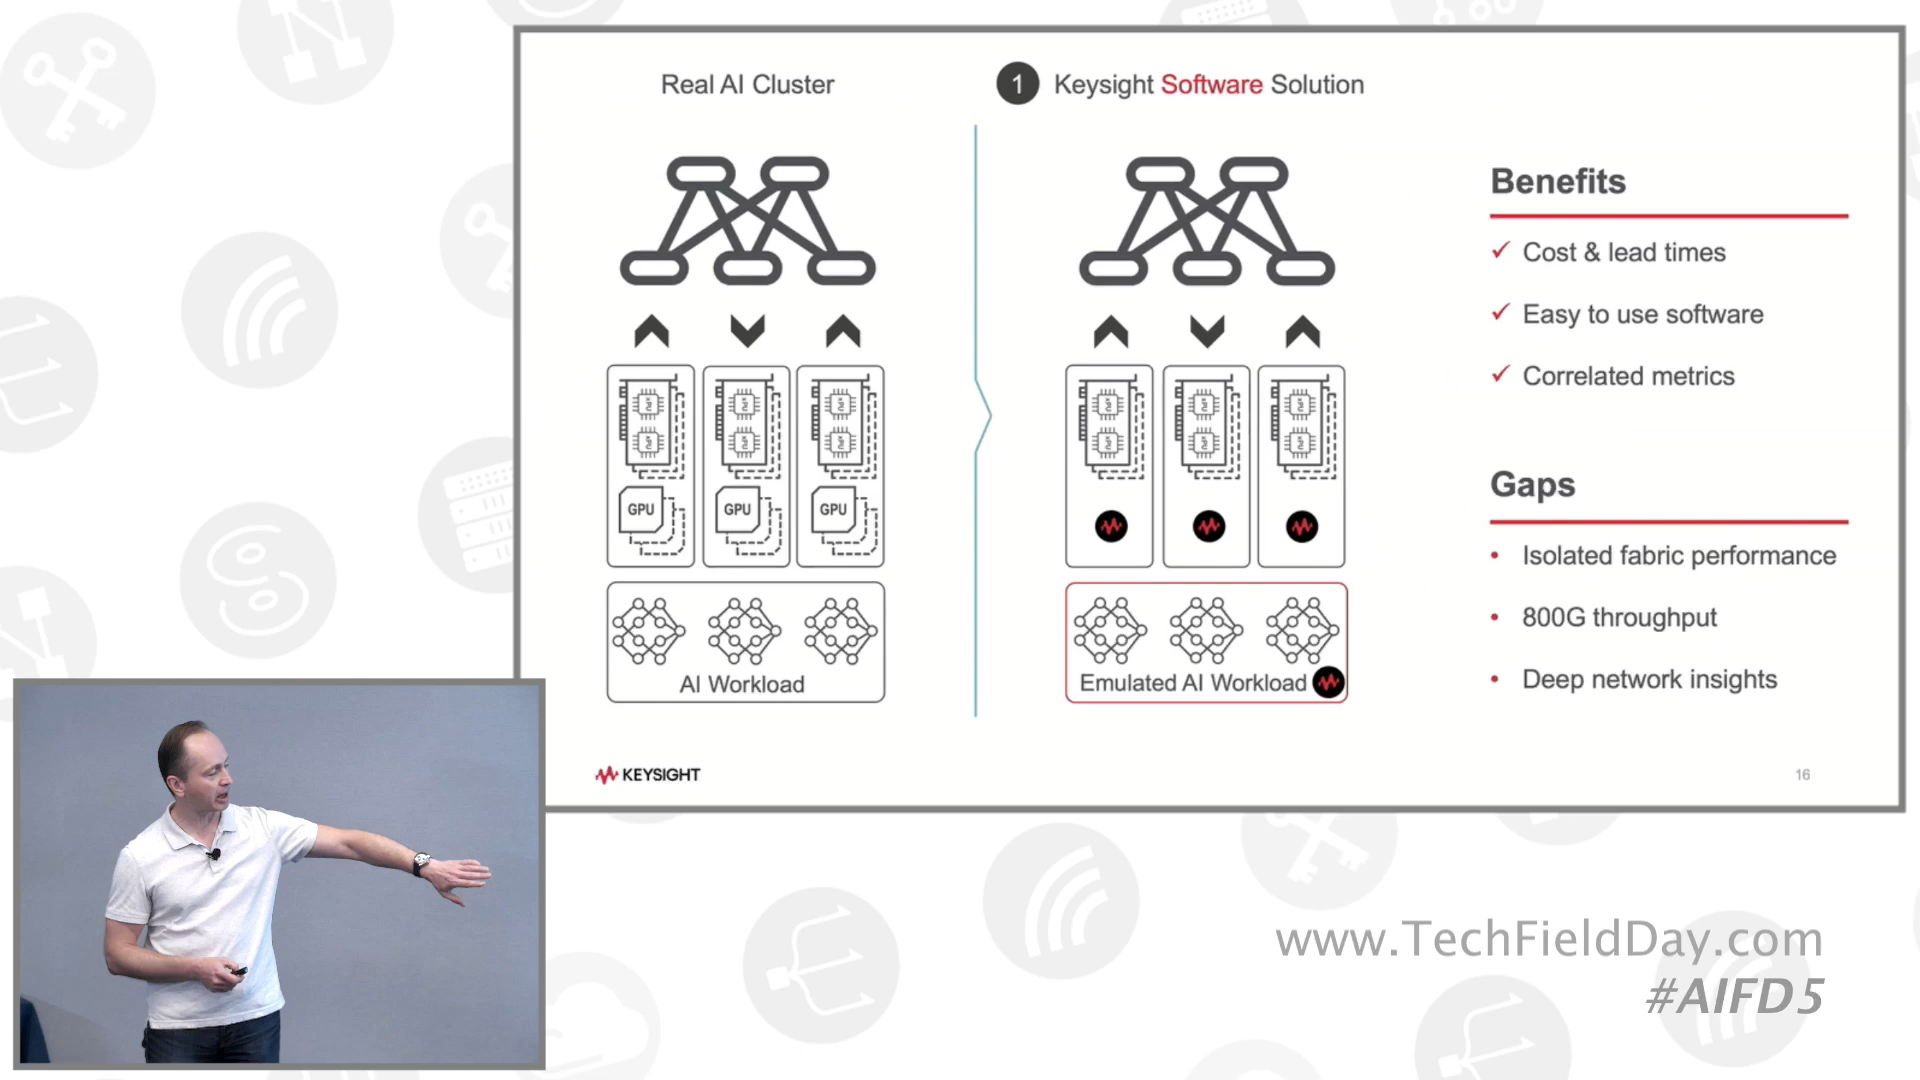 Real AI Cluster
1 Keysight Software Solution
Benefits
✓ Cost & lead times
✓ Easy to use software
✓ Correlated metrics
Gaps
• Isolated fabric performance
• 800G throughput
• Deep network insights
GPU GPU GPU
AI Workload
Emulated AI Workload
KEYSIGHT
16
www.TechFieldDay.com
#AIFD5